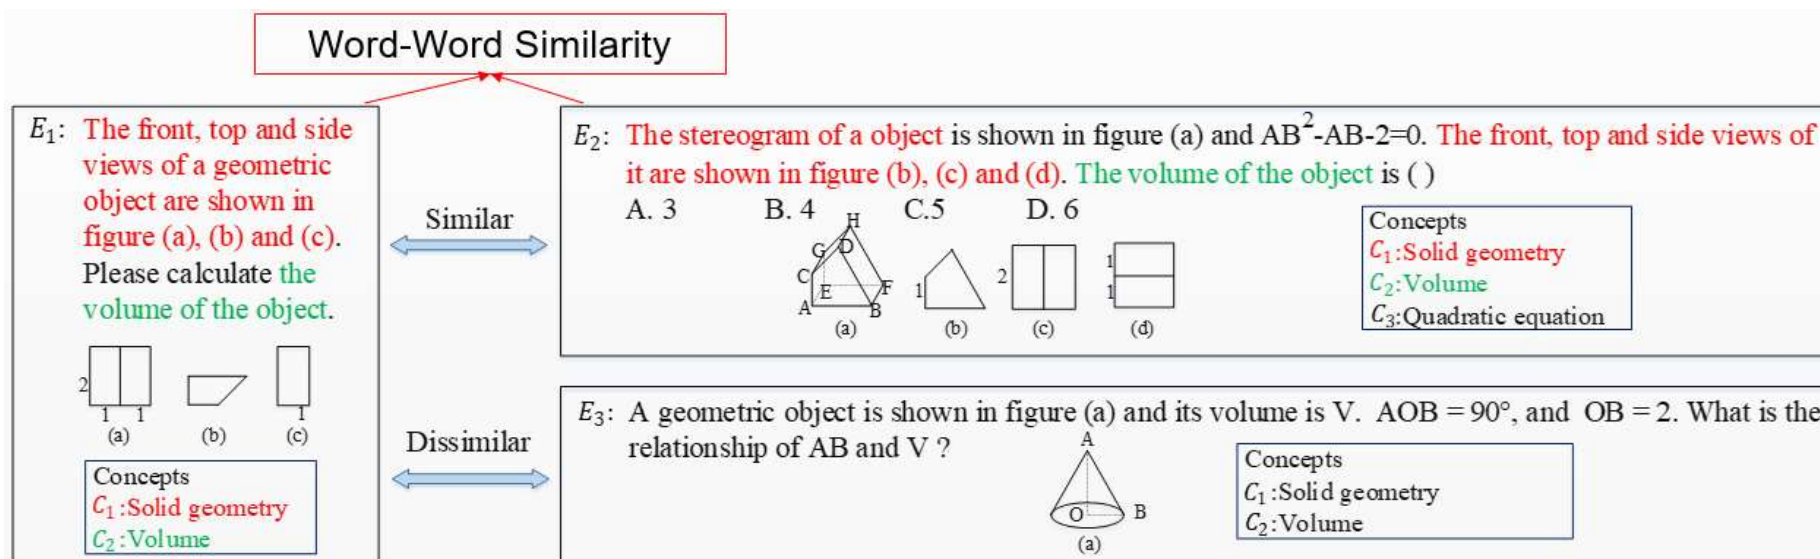 Word-Word Similarity
E₁: The front, top and side
views of a geometric
object are shown in
figure (a), (b) and (c).
Please calculate the
volume of the object.
2
1 1
1
(a) (b) (c)
Concepts
C₁:Solid geometry
C₂:Volume
Similar
Dissimilar
E₂: The stereogram of a object is shown in figure (a) and AB²-AB-2=0. The front, top and side views of
it are shown in figure (b), (c) and (d). The volume of the object is ( )
A. 3 B. 4 C.5 D. 6
H
G D
C
E F
A B
1
2
1
1
(a) (b) (c) (d)
Concepts
C₁:Solid geometry
C₂:Volume
C₃:Quadratic equation
E₃: A geometric object is shown in figure (a) and its volume is V. AOB = 90°, and OB = 2. What is the
relationship of AB and V ?
A
O B
(a)
Concepts
C₁:Solid geometry
C₂:Volume